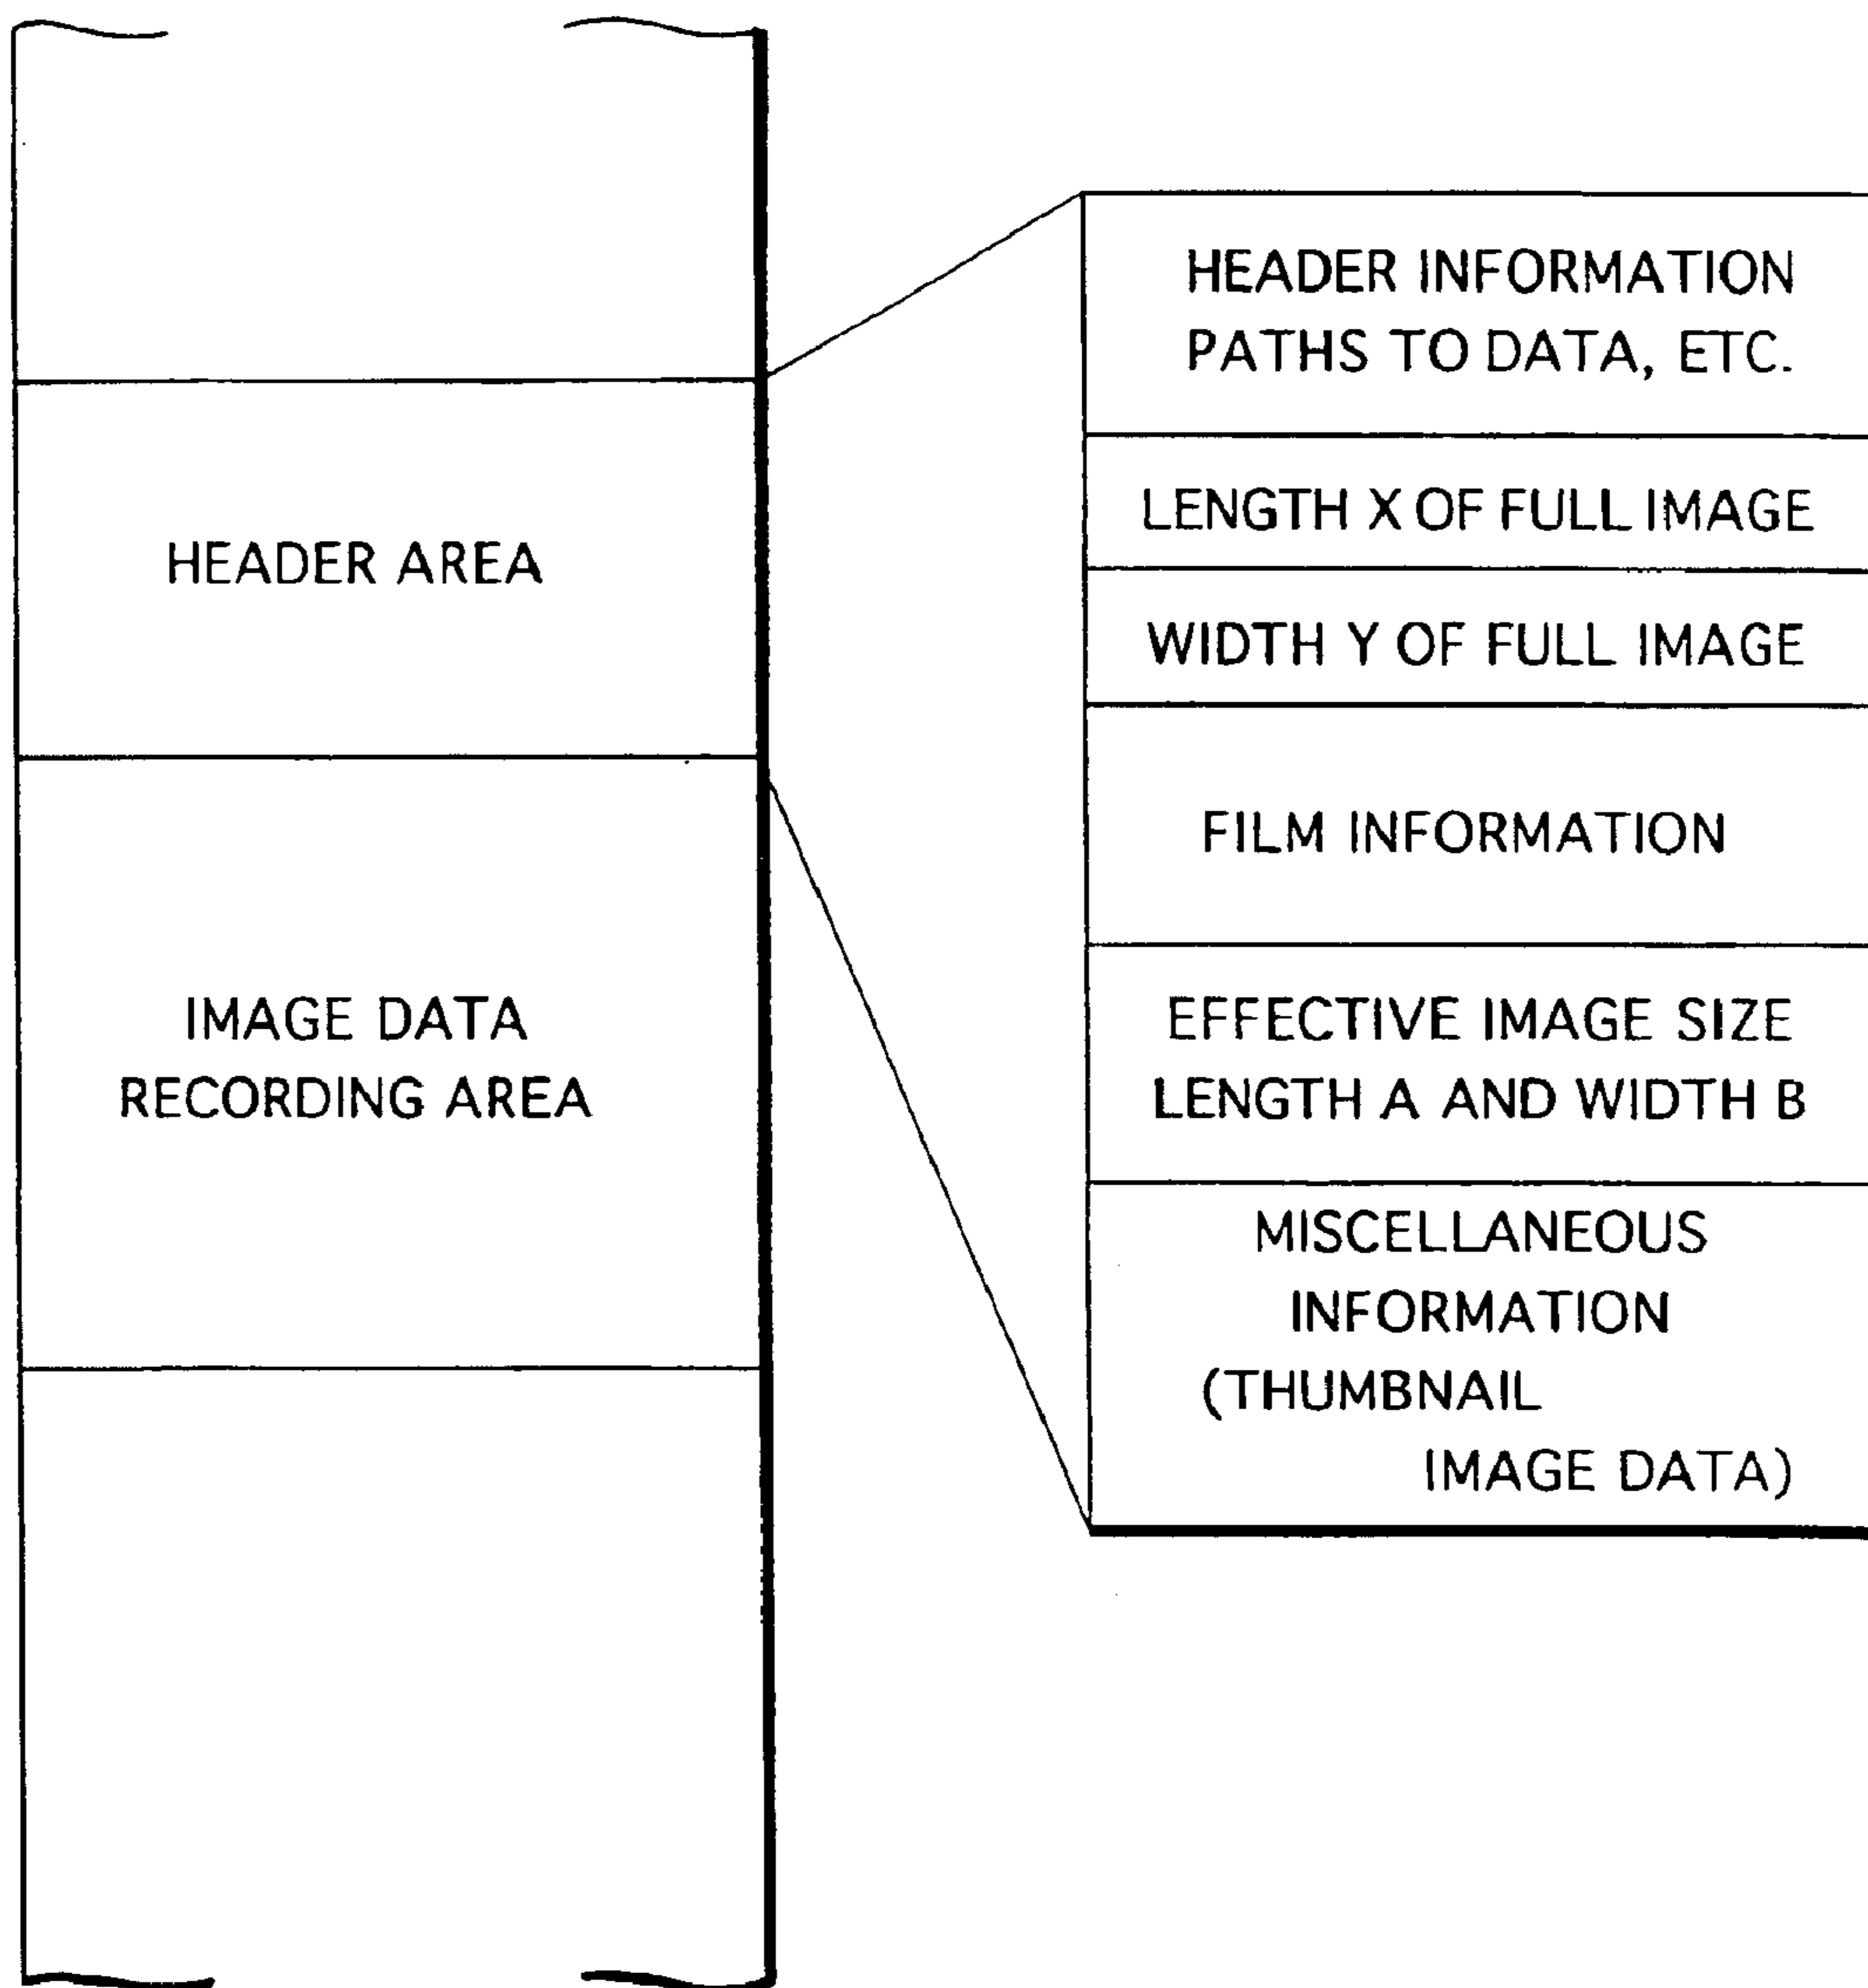 HEADER AREA
IMAGE DATA
RECORDING AREA
HEADER INFORMATION
PATHS TO DATA, ETC.
LENGTH X OF FULL IMAGE
WIDTH Y OF FULL IMAGE
FILM INFORMATION
EFFECTIVE IMAGE SIZE
LENGTH A AND WIDTH B
MISCELLANEOUS
INFORMATION
(THUMBNAIL
IMAGE DATA)